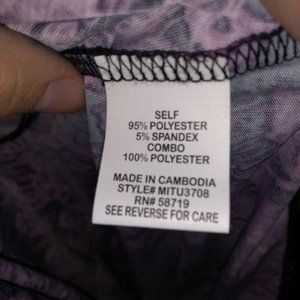 SELF
95% POLYESTER
5% SPANDEX
COMBO
100% POLYESTER
MADE IN CAMBODIA
STYLE# MITU3708
RN# 58719
SEE REVERSE FOR CARE